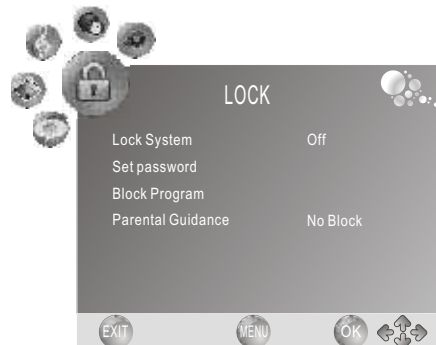 LOCK
Lock System Off
Set password
Block Program
Parental Guidance No Block
EXIT MENU OK